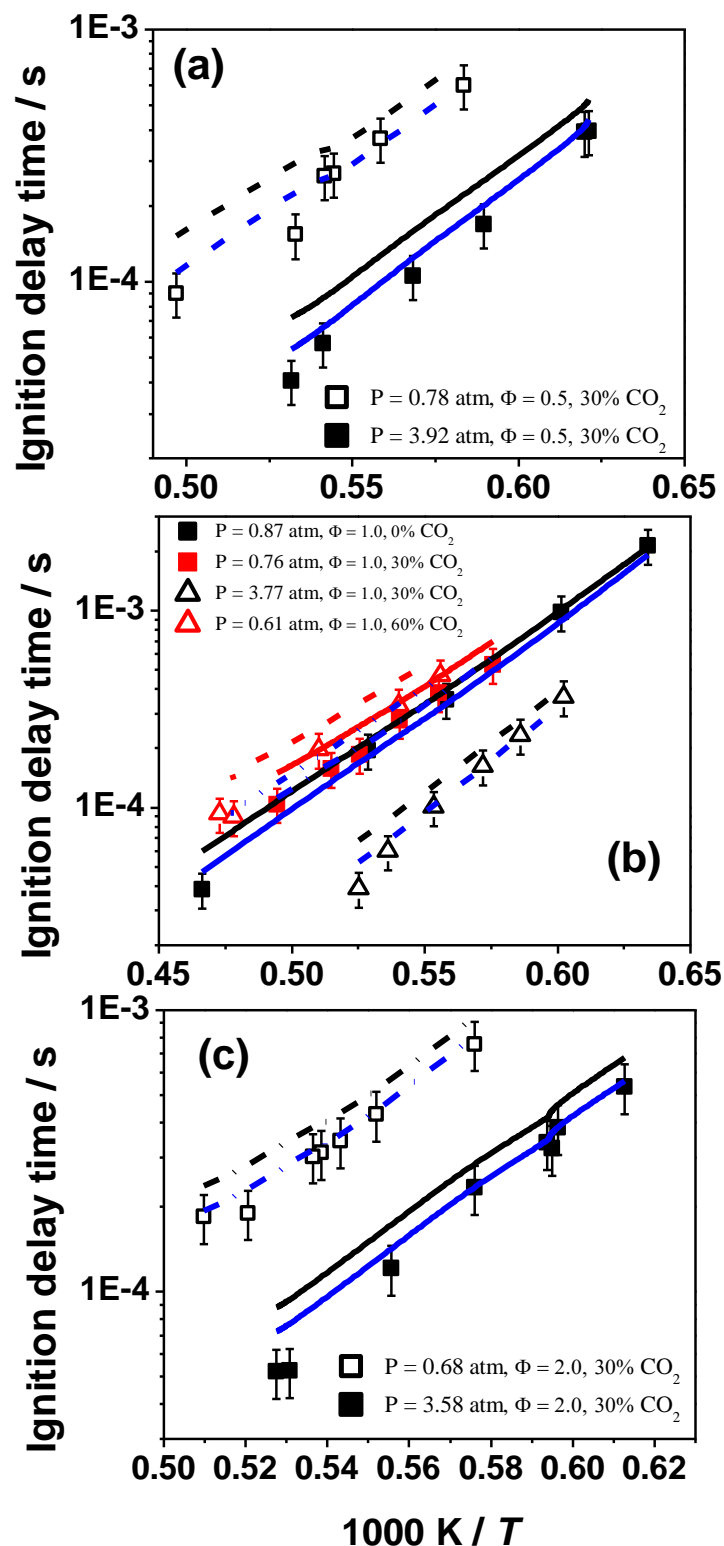 (a)
1E-3
1E-4
Ignition delay time / s
P = 0.78 atm, Φ = 0.5, 30% CO₂
P = 3.92 atm, Φ = 0.5, 30% CO₂
0.50 0.55 0.60 0.65
(b)
1E-3
1E-4
Ignition delay time / s
P = 0.87 atm, Φ = 1.0, 0% CO₂
P = 0.76 atm, Φ = 1.0, 30% CO₂
P = 3.77 atm, Φ = 1.0, 30% CO₂
P = 0.61 atm, Φ = 1.0, 60% CO₂
0.45 0.50 0.55 0.60 0.65
(c)
1E-3
1E-4
Ignition delay time / s
P = 0.68 atm, Φ = 2.0, 30% CO₂
P = 3.58 atm, Φ = 2.0, 30% CO₂
0.50 0.52 0.54 0.56 0.58 0.60 0.62
1000 K / T